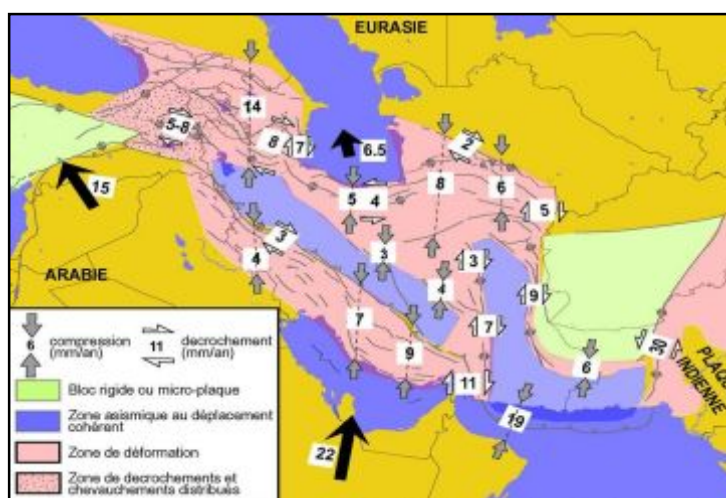 EURASIE
14
5-8
8
7
6.5
2
15
5
4
8
6
5
3
3
3
4
4
9
7
7
9
6
30
ARABIE
11
19
22
PLAQUE
INDIENNE
6 compression
(mm/an)
11 decrochement
(mm/an)
Bloc rigide ou micro-plaque
Zone asismique au déplacement
cohérent
Zone de déformation
Zone de decrochements et
chevauchements distribués